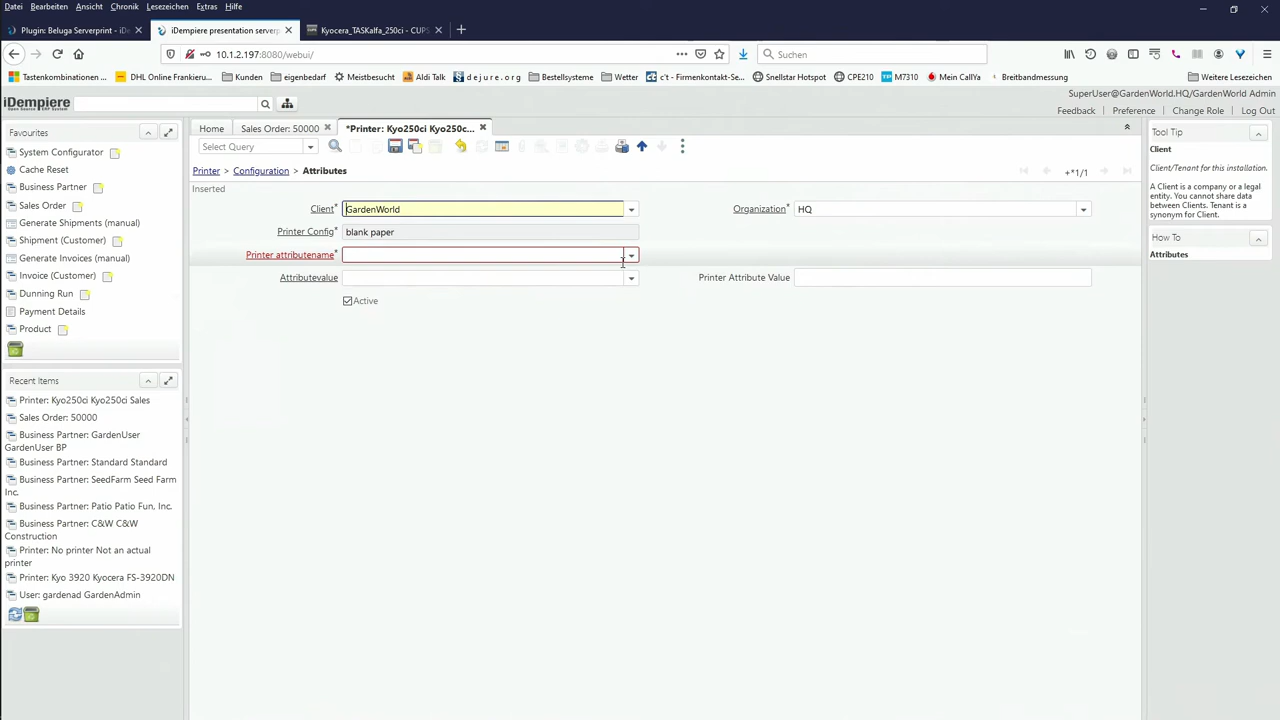 Datei Bearbeiten Ansicht Chronik Lesezeichen Extras Hilfe
Plugin: Beluga Serverprint - iDe
iDempiere presentation serverp
Kyocera_TASKalfa_250ci - CUPS
10.1.2.197:8080/webui/
Suchen
Tastenkombinationen ...
DHL Online Frankieru...
Kunden
eigenbedarf
Meistbesucht
Aldi Talk
d e j u r e . o r g
Bestellsysteme
Wetter
c't - Firmenkontakt-Se...
Snellstar Hotspot
CPE210
TP M7310
Mein CallYa
Breitbandmessung
Weitere Lesezeichen
iDempiere
Open Source ERP System
SuperUser@GardenWorld.HQ/GardenWorld Admin
Feedback Preference Change Role Log Out
Favourites
System Configurator
Cache Reset
Business Partner
Sales Order
Generate Shipments (manual)
Shipment (Customer)
Generate Invoices (manual)
Invoice (Customer)
Dunning Run
Payment Details
Product
Recent Items
Printer: Kyo250ci Kyo250ci Sales
Sales Order: 50000
Business Partner: GardenUser
GardenUser BP
Business Partner: Standard Standard
Business Partner: SeedFarm Seed Farm
Inc.
Business Partner: Patio Patio Fun, Inc.
Business Partner: C&W C&W
Construction
Printer: No printer Not an actual
printer
Printer: Kyo 3920 Kyocera FS-3920DN
User: gardenad GardenAdmin
Home
Sales Order: 50000
*Printer: Kyo250ci Kyo250c...
Select Query
Printer > Configuration > Attributes
+*1/1
Inserted
Client* GardenWorld
Organization* HQ
Printer Config* blank paper
Printer attributename*
Attributevalue
Printer Attribute Value
Active
Tool Tip
Client
Client/Tenant for this installation.
A Client is a company or a legal
entity. You cannot share data
between Clients. Tenant is a
synonym for Client.
How To
Attributes